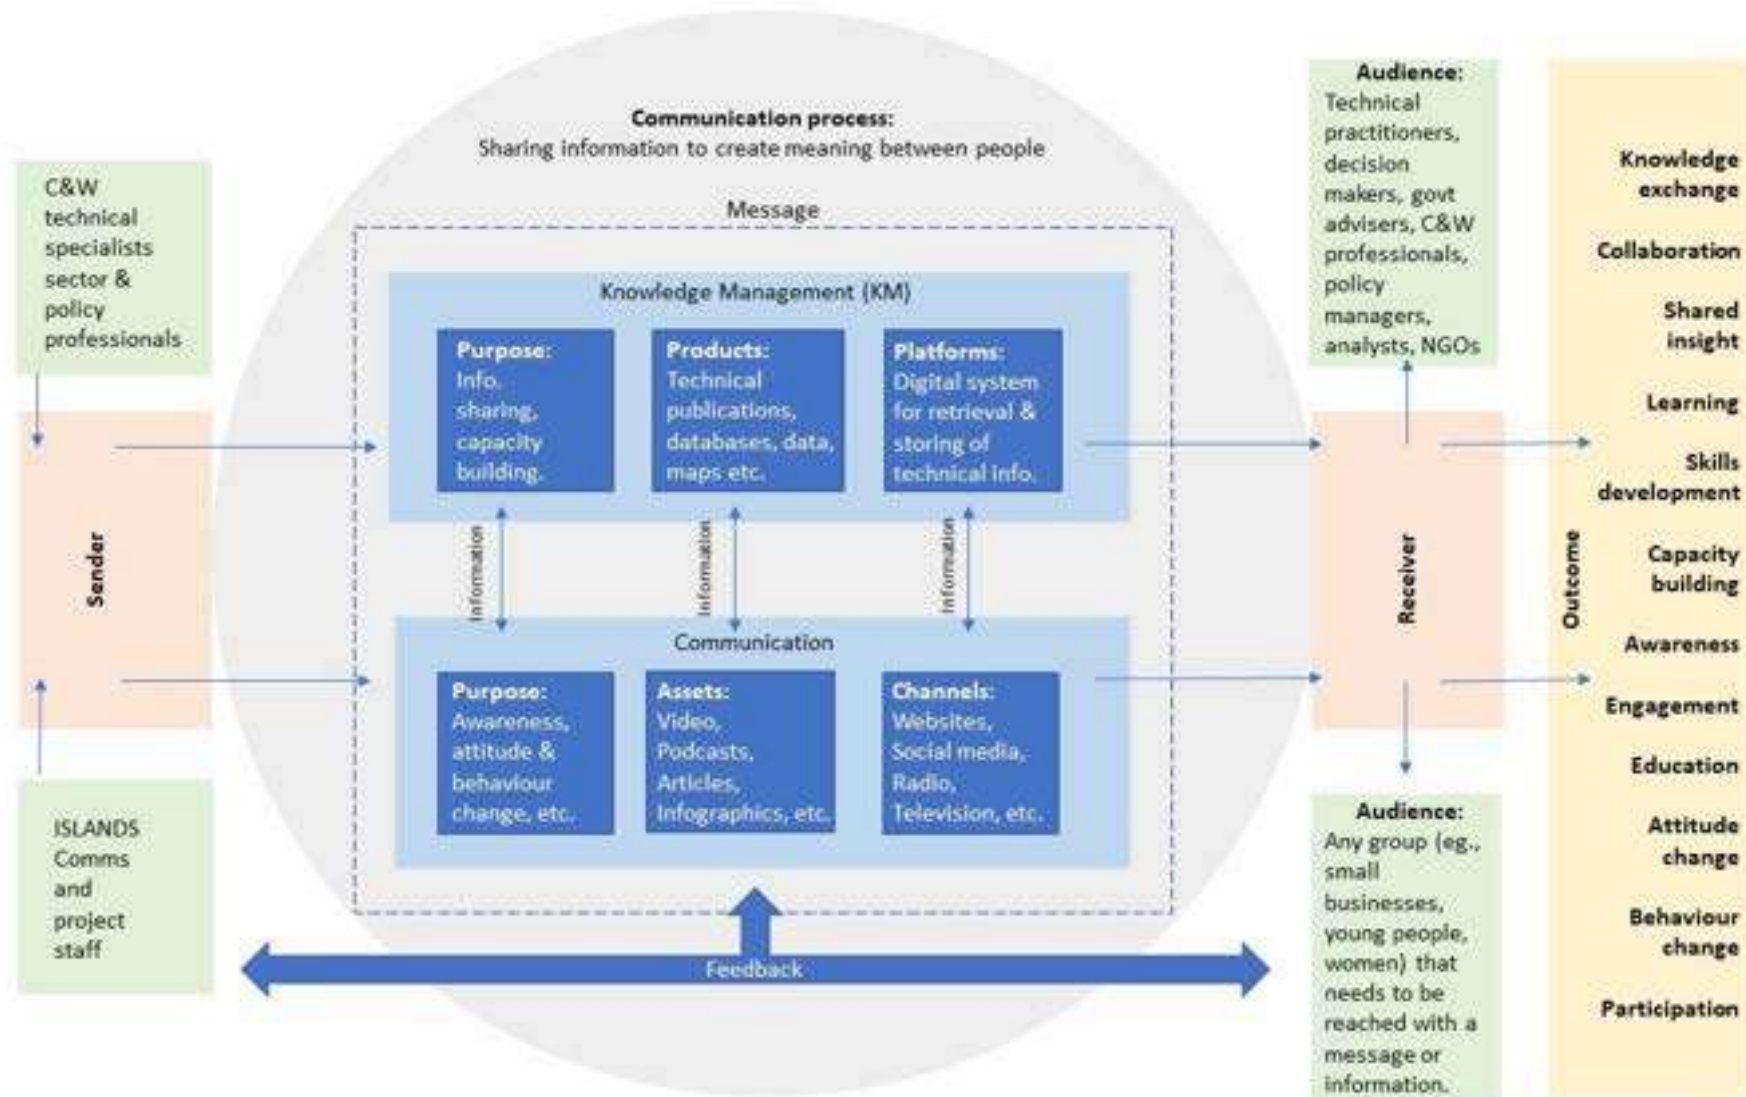 Communication process:
Sharing information to create meaning between people
Message
C&W
technical
specialists
sector &
policy
professionals
Sender
ISLANDS
Comms
and
project
staff
Knowledge Management (KM)
Purpose:
Info.
sharing,
capacity
building.
Products:
Technical
publications,
databases, data,
maps etc.
Platforms:
Digital system
for retrieval &
storing of
technical info.
Information
Information
Information
Communication
Purpose:
Awareness,
attitude &
behaviour
change, etc.
Assets:
Video,
Podcasts,
Articles,
Infographics, etc.
Channels:
Websites,
Social media,
Radio,
Television, etc.
Feedback
Audience:
Technical
practitioners,
decision
makers, govt
advisers, C&W
professionals,
policy
managers,
analysts, NGOs
Receiver
Audience:
Any group (eg.,
small
businesses,
young people,
women) that
needs to be
reached with a
message or
information.
Outcome
Knowledge
exchange
Collaboration
Shared
insight
Learning
Skills
development
Capacity
building
Awareness
Engagement
Education
Attitude
change
Behaviour
change
Participation